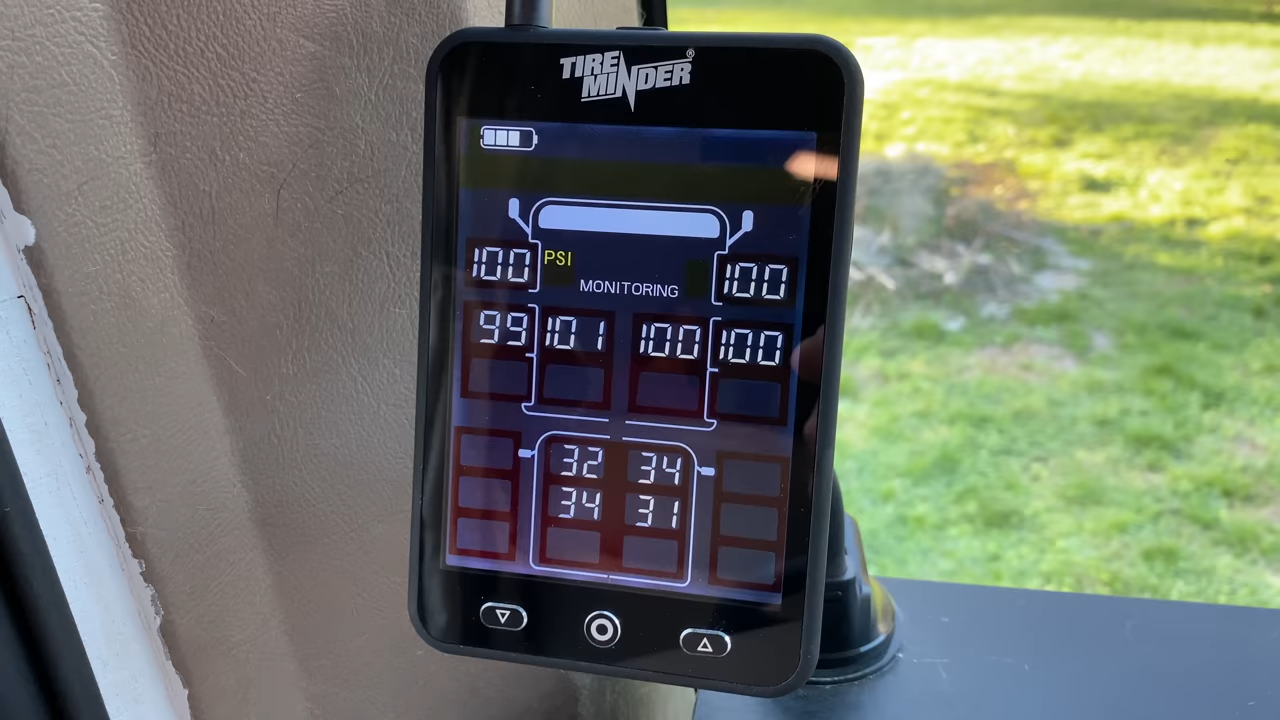 TIRE
MINDER®
100 PSI 100
MONITORING
99 101 100 100
32 34
34 31